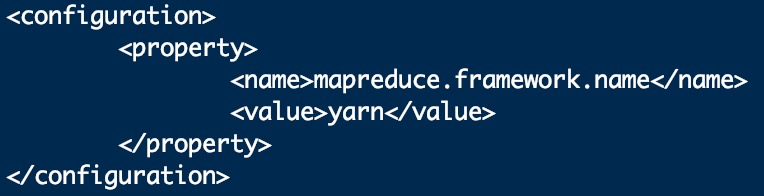 <configuration>
<property>
<name>mapreduce.framework.name</name>
<value>yarn</value>
</property>
</configuration>